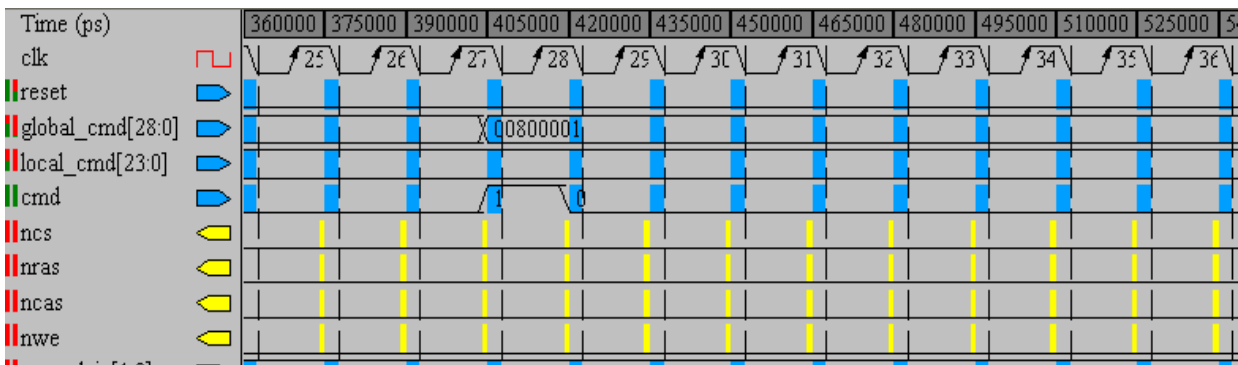 Time (ps) 360000 375000 390000 405000 420000 435000 450000 465000 480000 495000 510000 525000
clk 25 26 27 28 29 30 31 32 33 34 35 36
reset
global_cmd[28:0] 00800001
local_cmd[23:0]
cmd 1 0
ncs
nras
ncas
nwe